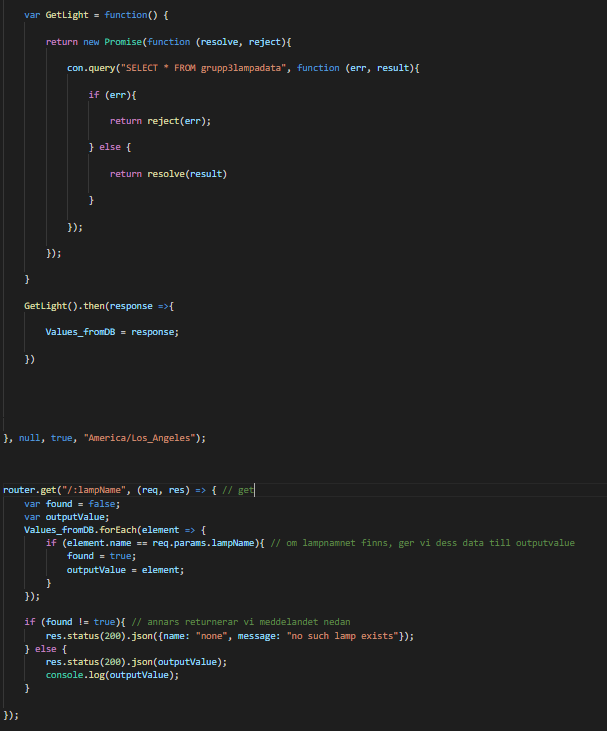 var GetLight = function() {
return new Promise(function (resolve, reject){
con.query("SELECT * FROM grupp3lampadata", function (err, result){
if (err){
return reject(err);
} else {
return resolve(result)
}
});
});
}
GetLight().then(response =>{
Values_fromDB = response;
})
}, null, true, "America/Los_Angeles");
router.get("/:lampName", (req, res) => { // get
var found = false;
var outputValue;
Values_fromDB.forEach(element => {
if (element.name == req.params.lampName){ // om lampnamnet finns, ger vi dess data till outputvalue
found = true;
outputValue = element;
}
});
if (found != true){ // annars returnerar vi meddelandet nedan
res.status(200).json({name: "none", message: "no such lamp exists"});
} else {
res.status(200).json(outputValue);
console.log(outputValue);
}
});